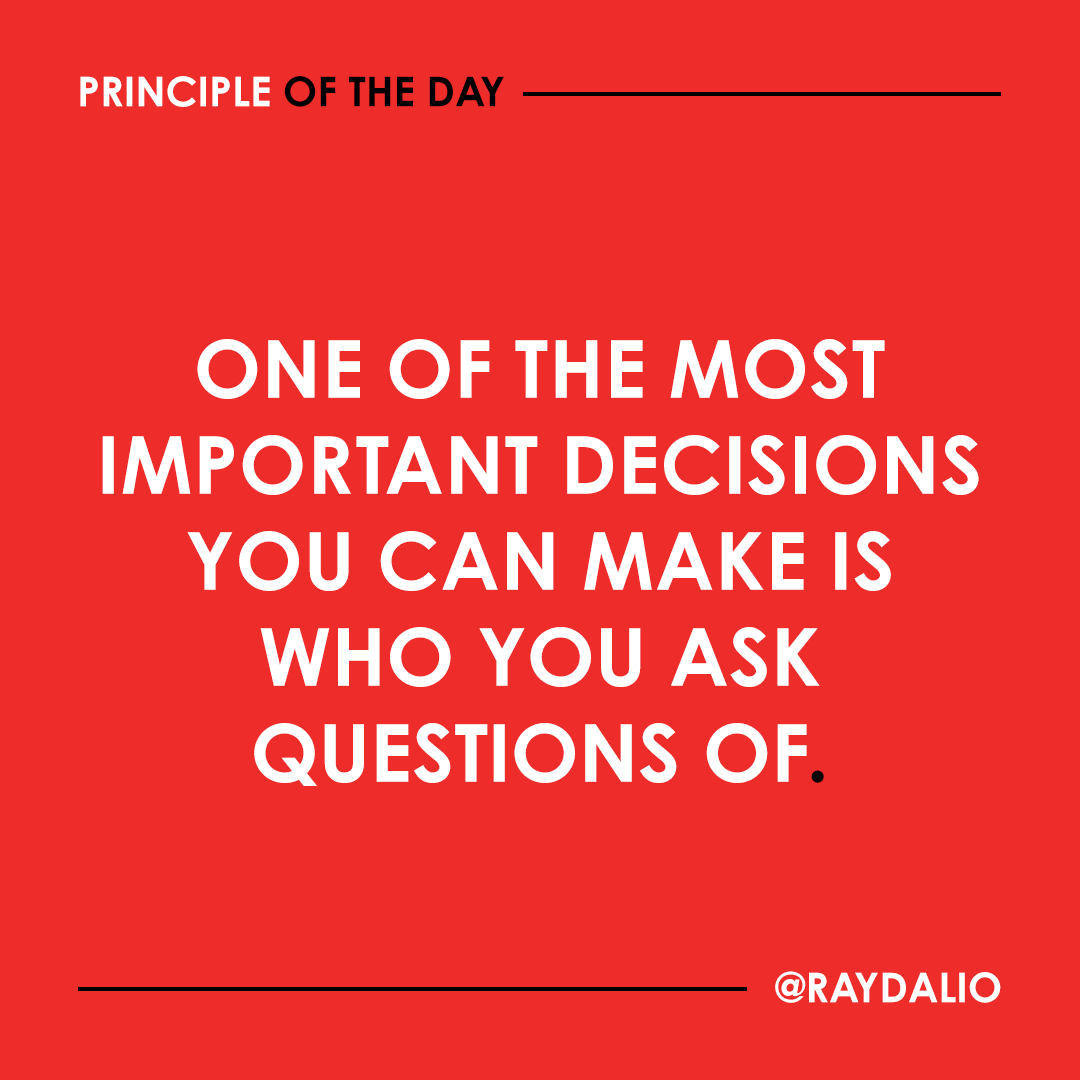 PRINCIPLE OF THE DAY
ONE OF THE MOST
IMPORTANT DECISIONS
YOU CAN MAKE IS
WHO YOU ASK
QUESTIONS OF.
@RAYDALIO